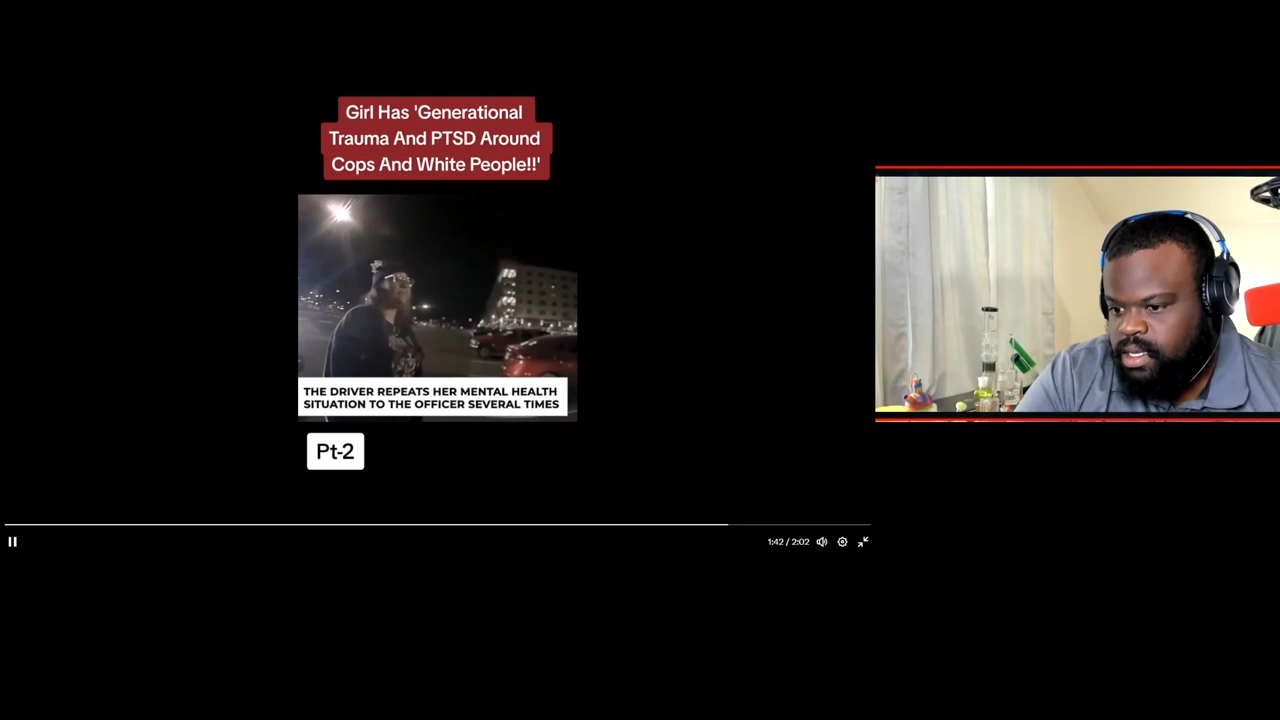 Girl Has 'Generational
Trauma And PTSD Around
Cops And White People!!'
THE DRIVER REPEATS HER MENTAL HEALTH
SITUATION TO THE OFFICER SEVERAL TIMES
Pt-2
1:42 / 2:02